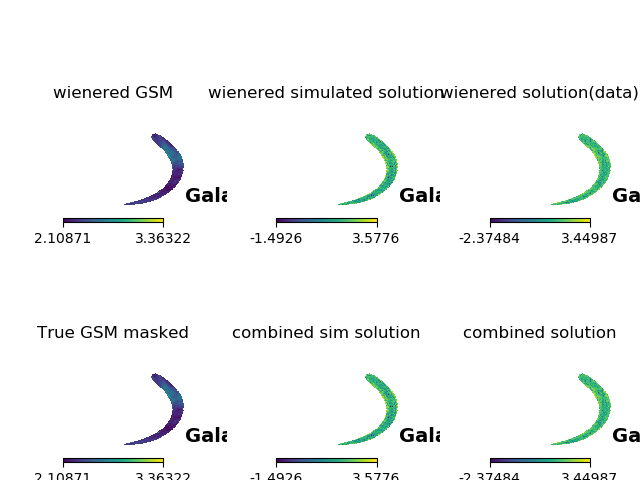 wienered GSM wienered simulated solution wienered solution(data)
Gala Gala Ga
2.10871 3.36322 -1.4926 3.5776 -2.37484 3.44987
True GSM masked combined sim solution combined solution
Gala Gala Ga
2.10871 3.36322 -1.4926 3.5776 -2.37484 3.44987